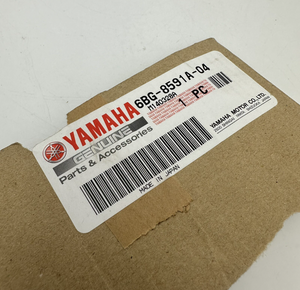 YAMAHA
GENUINE
Parts & Accessories
6BG-8591A-04
1 PC
YAMAHA MOTOR CO.,LTD.
MADE IN JAPAN